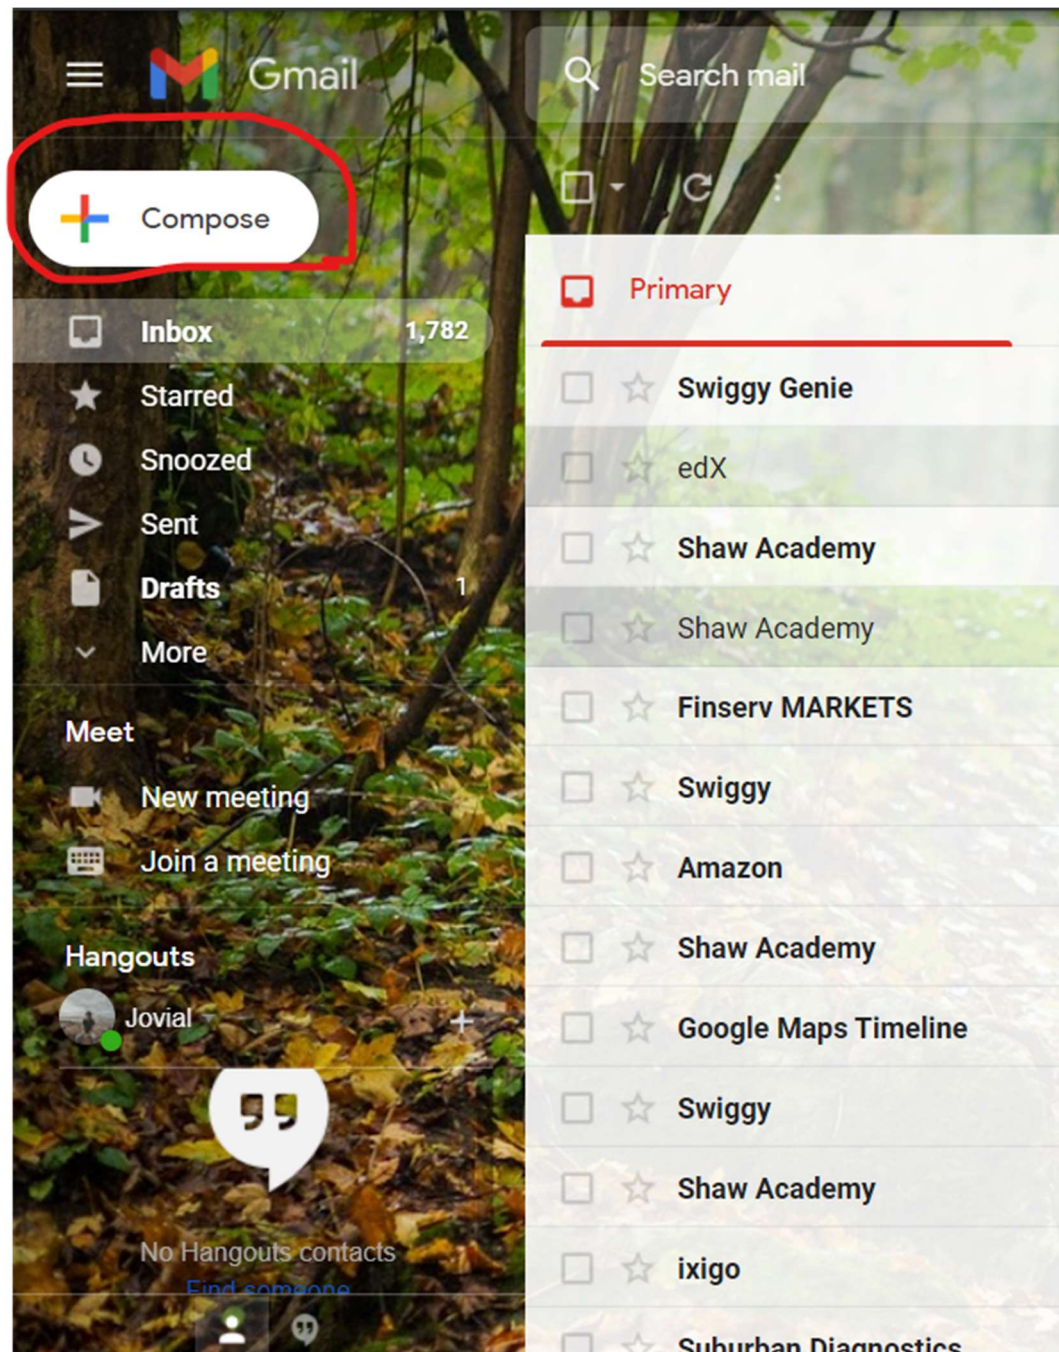 Gmail
Search mail
Compose
Primary
Inbox 1,782
Starred
Snoozed
Sent
Drafts 1
More
Meet
New meeting
Join a meeting
Hangouts
Jovial
No Hangouts contacts
Find someone
Swiggy Genie
edX
Shaw Academy
Shaw Academy
Finserv MARKETS
Swiggy
Amazon
Shaw Academy
Google Maps Timeline
Swiggy
Shaw Academy
ixigo
Suburban Diagnostics